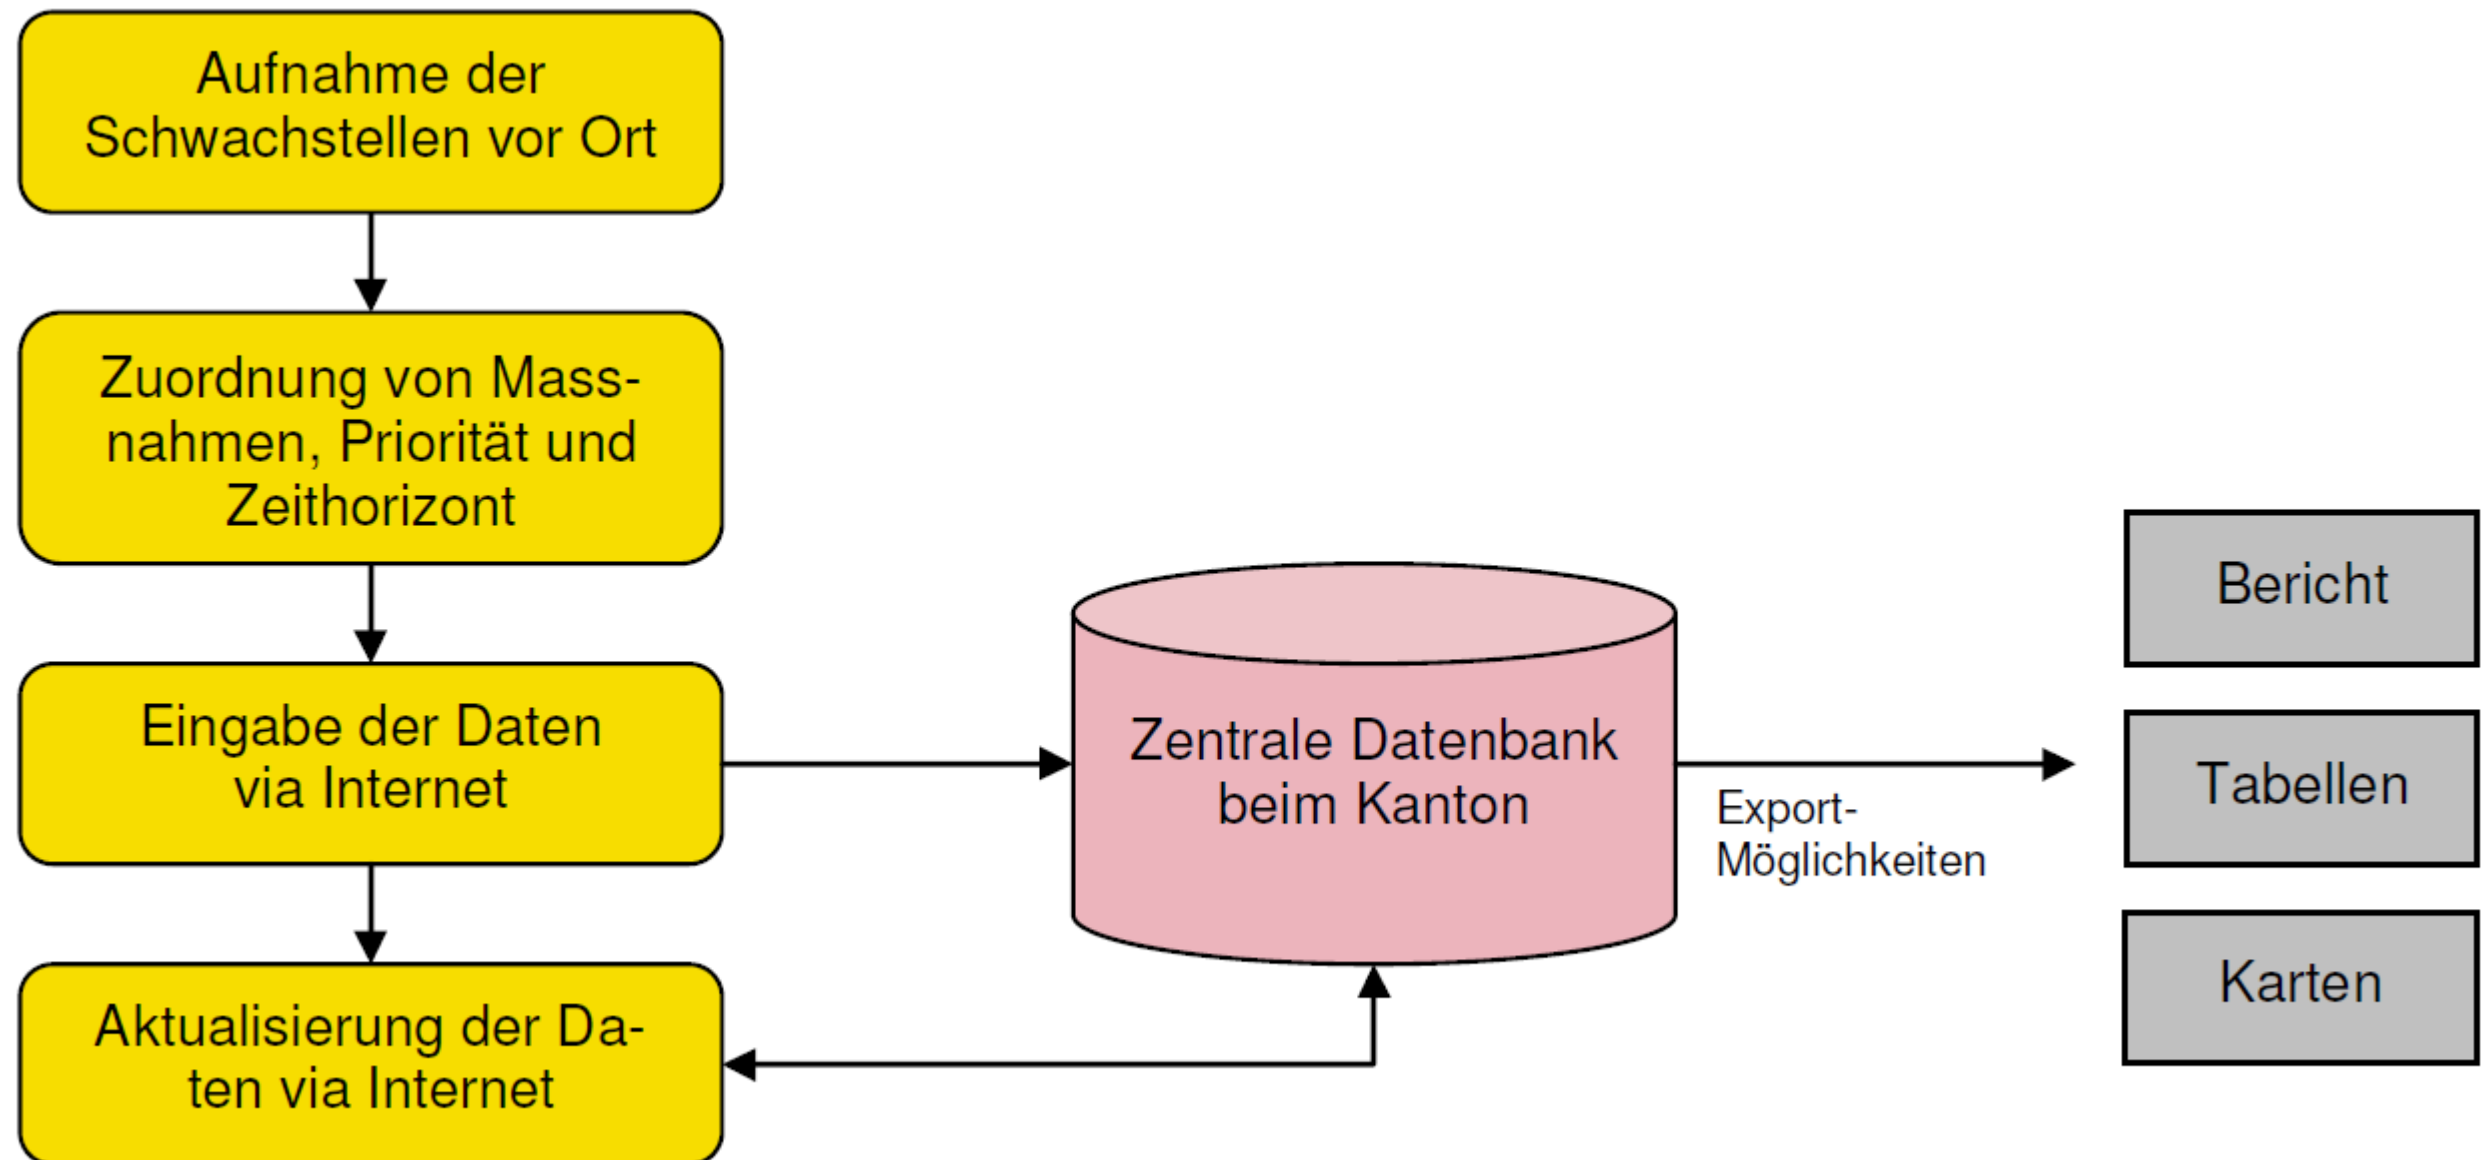 Aufnahme der
Schwachstellen vor Ort
Zuordnung von Mass-
nahmen, Priorität und
Zeithorizont
Eingabe der Daten
via Internet
Aktualisierung der Da-
ten via Internet
Zentrale Datenbank
beim Kanton
Export-
Möglichkeiten
Bericht
Tabellen
Karten